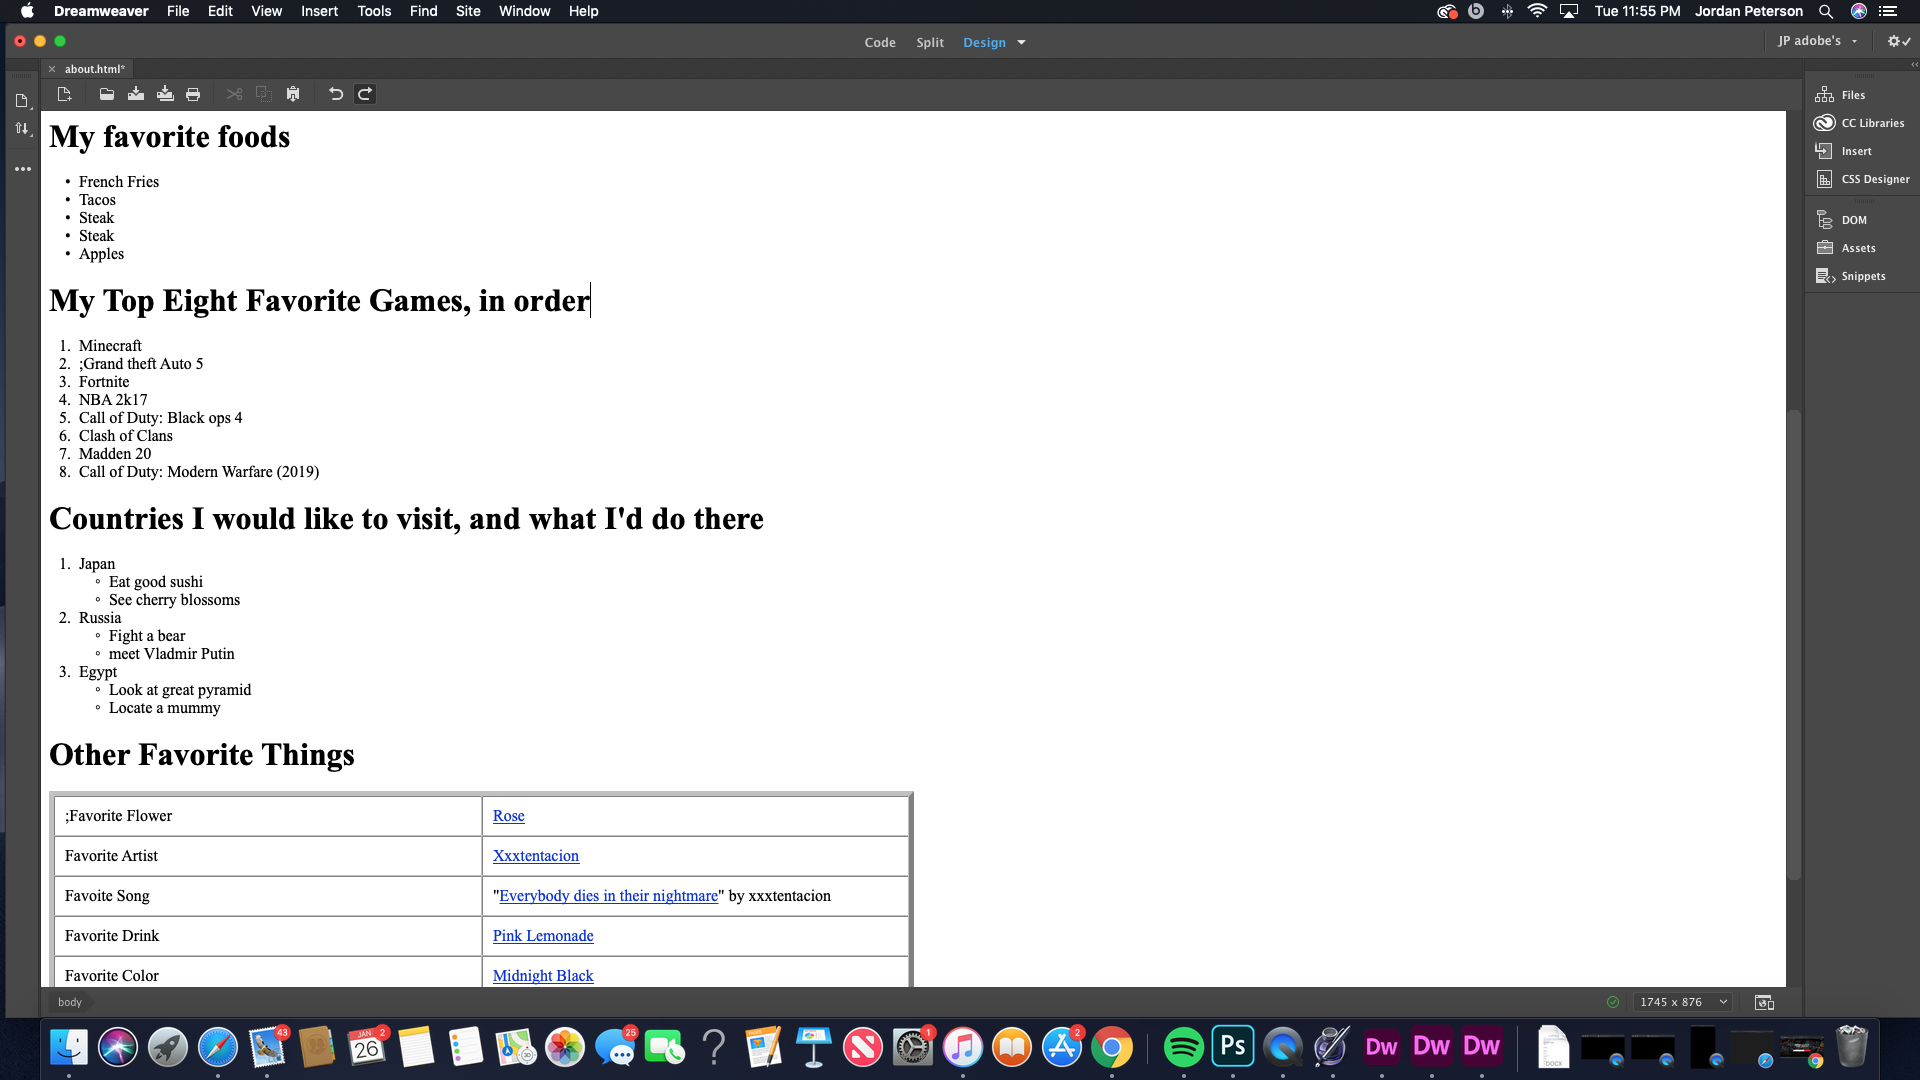 Dreamweaver File Edit View Insert Tools Find Site Window Help Tue 11:55 PM Jordan Peterson
Code Split Design JP adobe's
about.html*
My favorite foods
• French Fries
• Tacos
• Steak
• Steak
• Apples
My Top Eight Favorite Games, in order
1. Minecraft
2. ;Grand theft Auto 5
3. Fortnite
4. NBA 2k17
5. Call of Duty: Black ops 4
6. Clash of Clans
7. Madden 20
8. Call of Duty: Modern Warfare (2019)
Countries I would like to visit, and what I'd do there
1. Japan
◦ Eat good sushi
◦ See cherry blossoms
2. Russia
◦ Fight a bear
◦ meet Vladmir Putin
3. Egypt
◦ Look at great pyramid
◦ Locate a mummy
Other Favorite Things
;Favorite Flower Rose
Favorite Artist Xxxtentacion
Favoite Song "Everybody dies in their nightmare" by xxxtentacion
Favorite Drink Pink Lemonade
Favorite Color Midnight Black
Files
CC Libraries
Insert
CSS Designer
DOM
Assets
Snippets
body 1745 x 876
43 JAN 2 26 25 1 2 Ps Dw Dw Dw DOCX